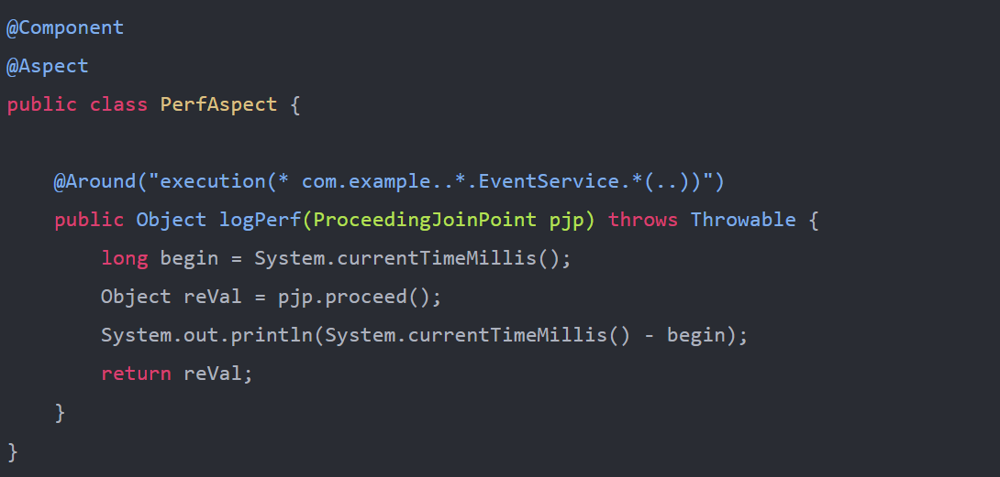 @Component
@Aspect
public class PerfAspect {
@Around("execution(* com.example..*.EventService.*(..))")
public Object logPerf(ProceedingJoinPoint pjp) throws Throwable {
long begin = System.currentTimeMillis();
Object reVal = pjp.proceed();
System.out.println(System.currentTimeMillis() - begin);
return reVal;
}
}